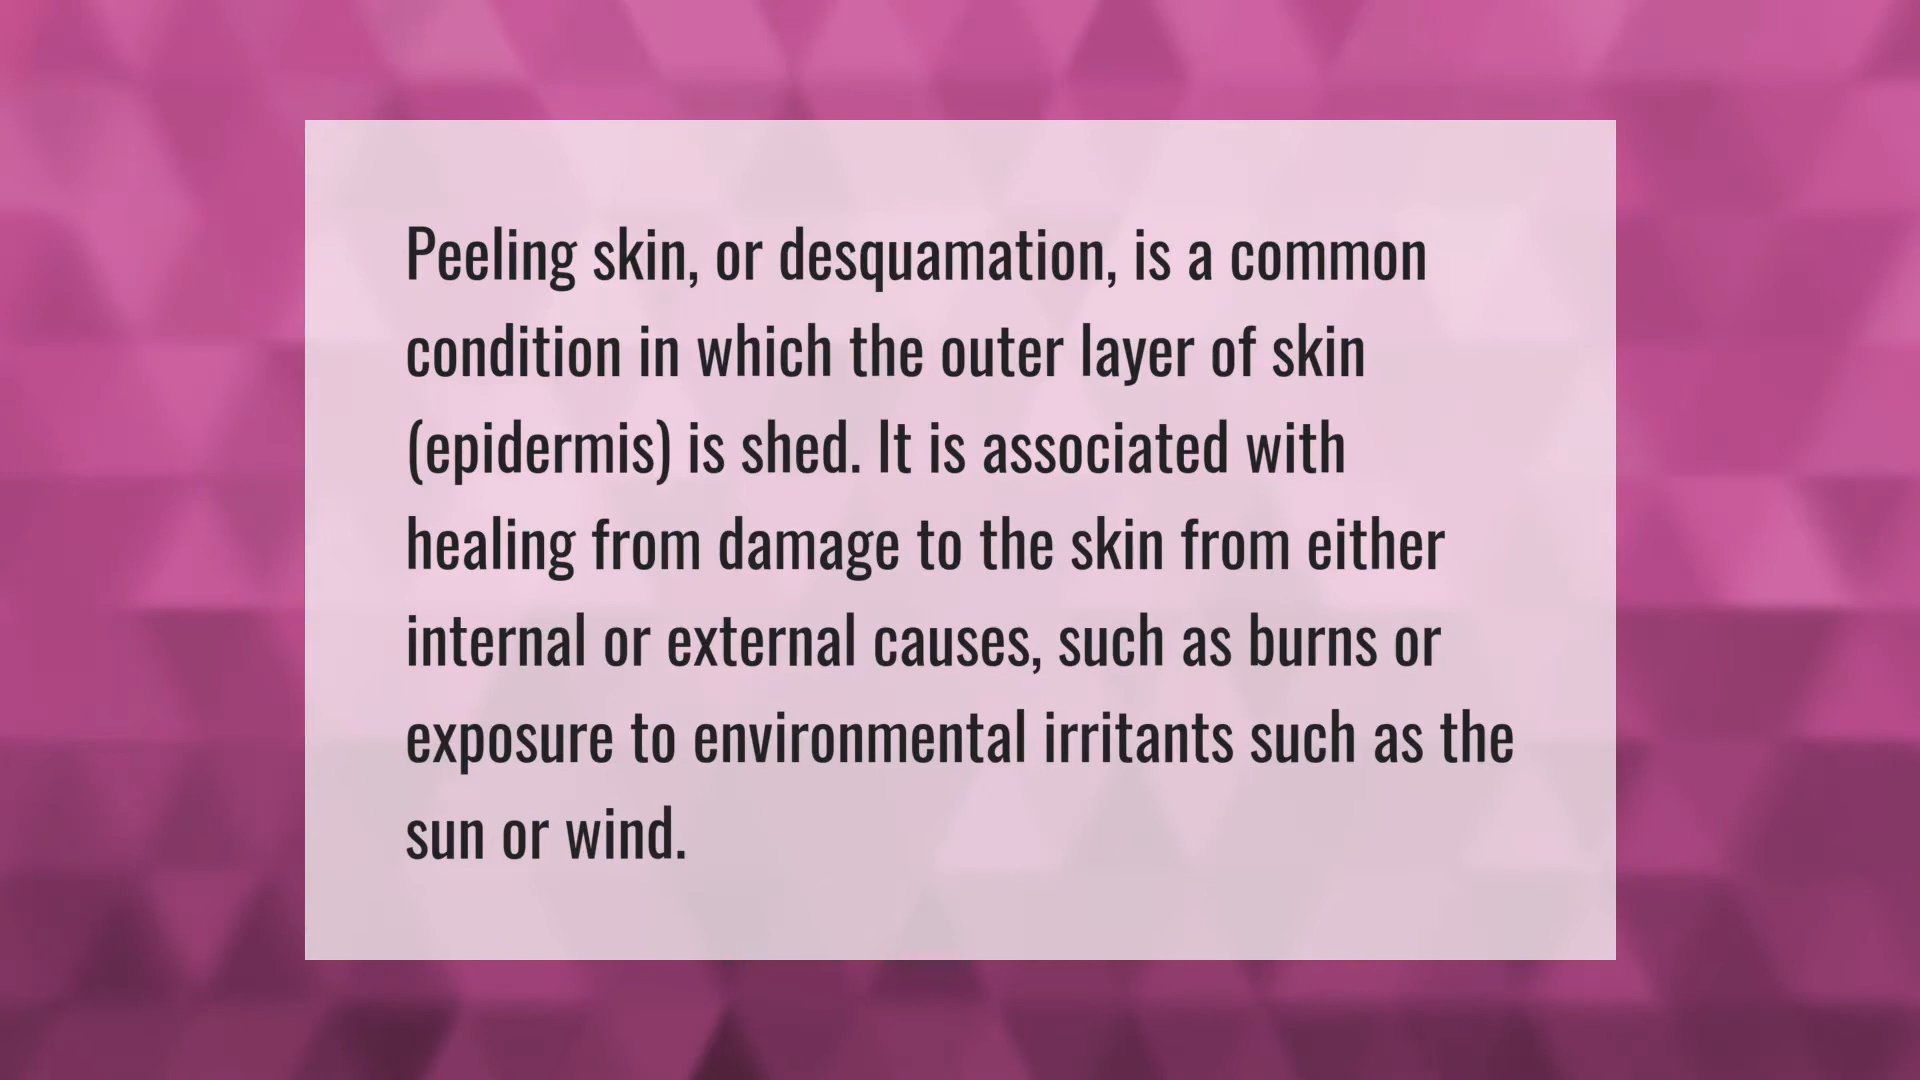 Peeling skin, or desquamation, is a common
condition in which the outer layer of skin
(epidermis) is shed. It is associated with
healing from damage to the skin from either
internal or external causes, such as burns or
exposure to environmental irritants such as the
sun or wind.